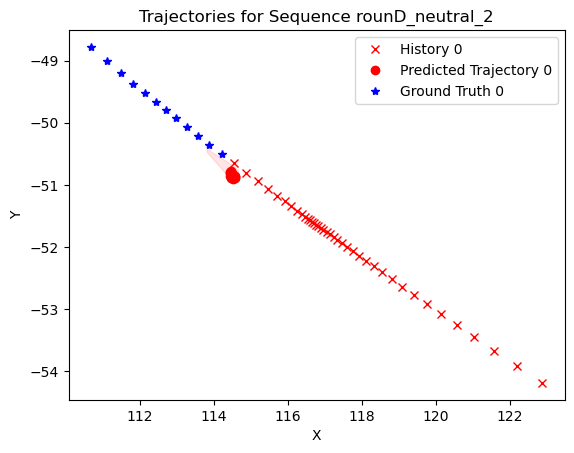 Trajectories for Sequence rounD_neutral_2
History 0
Predicted Trajectory 0
Ground Truth 0
−49
−50
−51
−52
−53
−54
Y
112
114
116
118
120
122
X